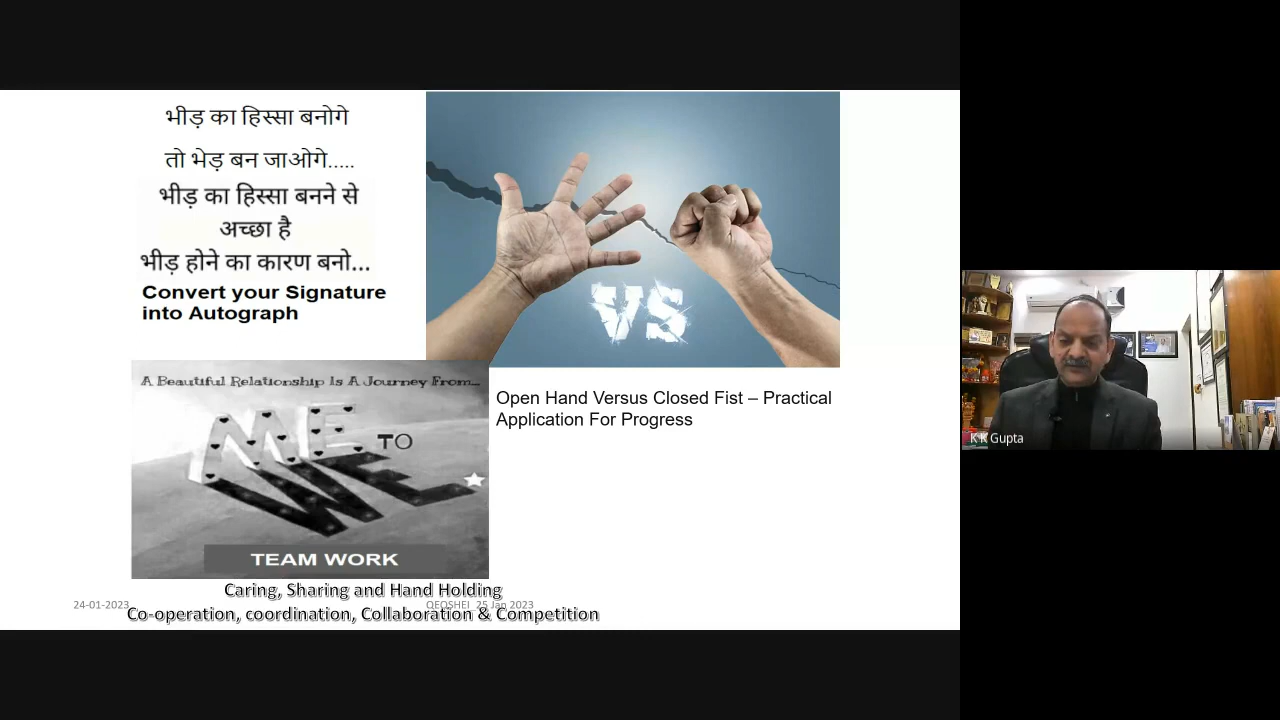 भीड़ का हिस्सा बनोगे
तो भेड़ बन जाओगे.....
भीड़ का हिस्सा बनने से
अच्छा है
भीड़ होने का कारण बनो...
Convert your Signature
into Autograph
VS
A Beautiful Relationship Is A Journey From...
ME TO
WE
TEAM WORK
Open Hand Versus Closed Fist – Practical
Application For Progress
Caring, Sharing and Hand Holding
24-01-2023
QEOSHEI 25 Jan 2023
Co-operation, coordination, Collaboration & Competition
K K Gupta